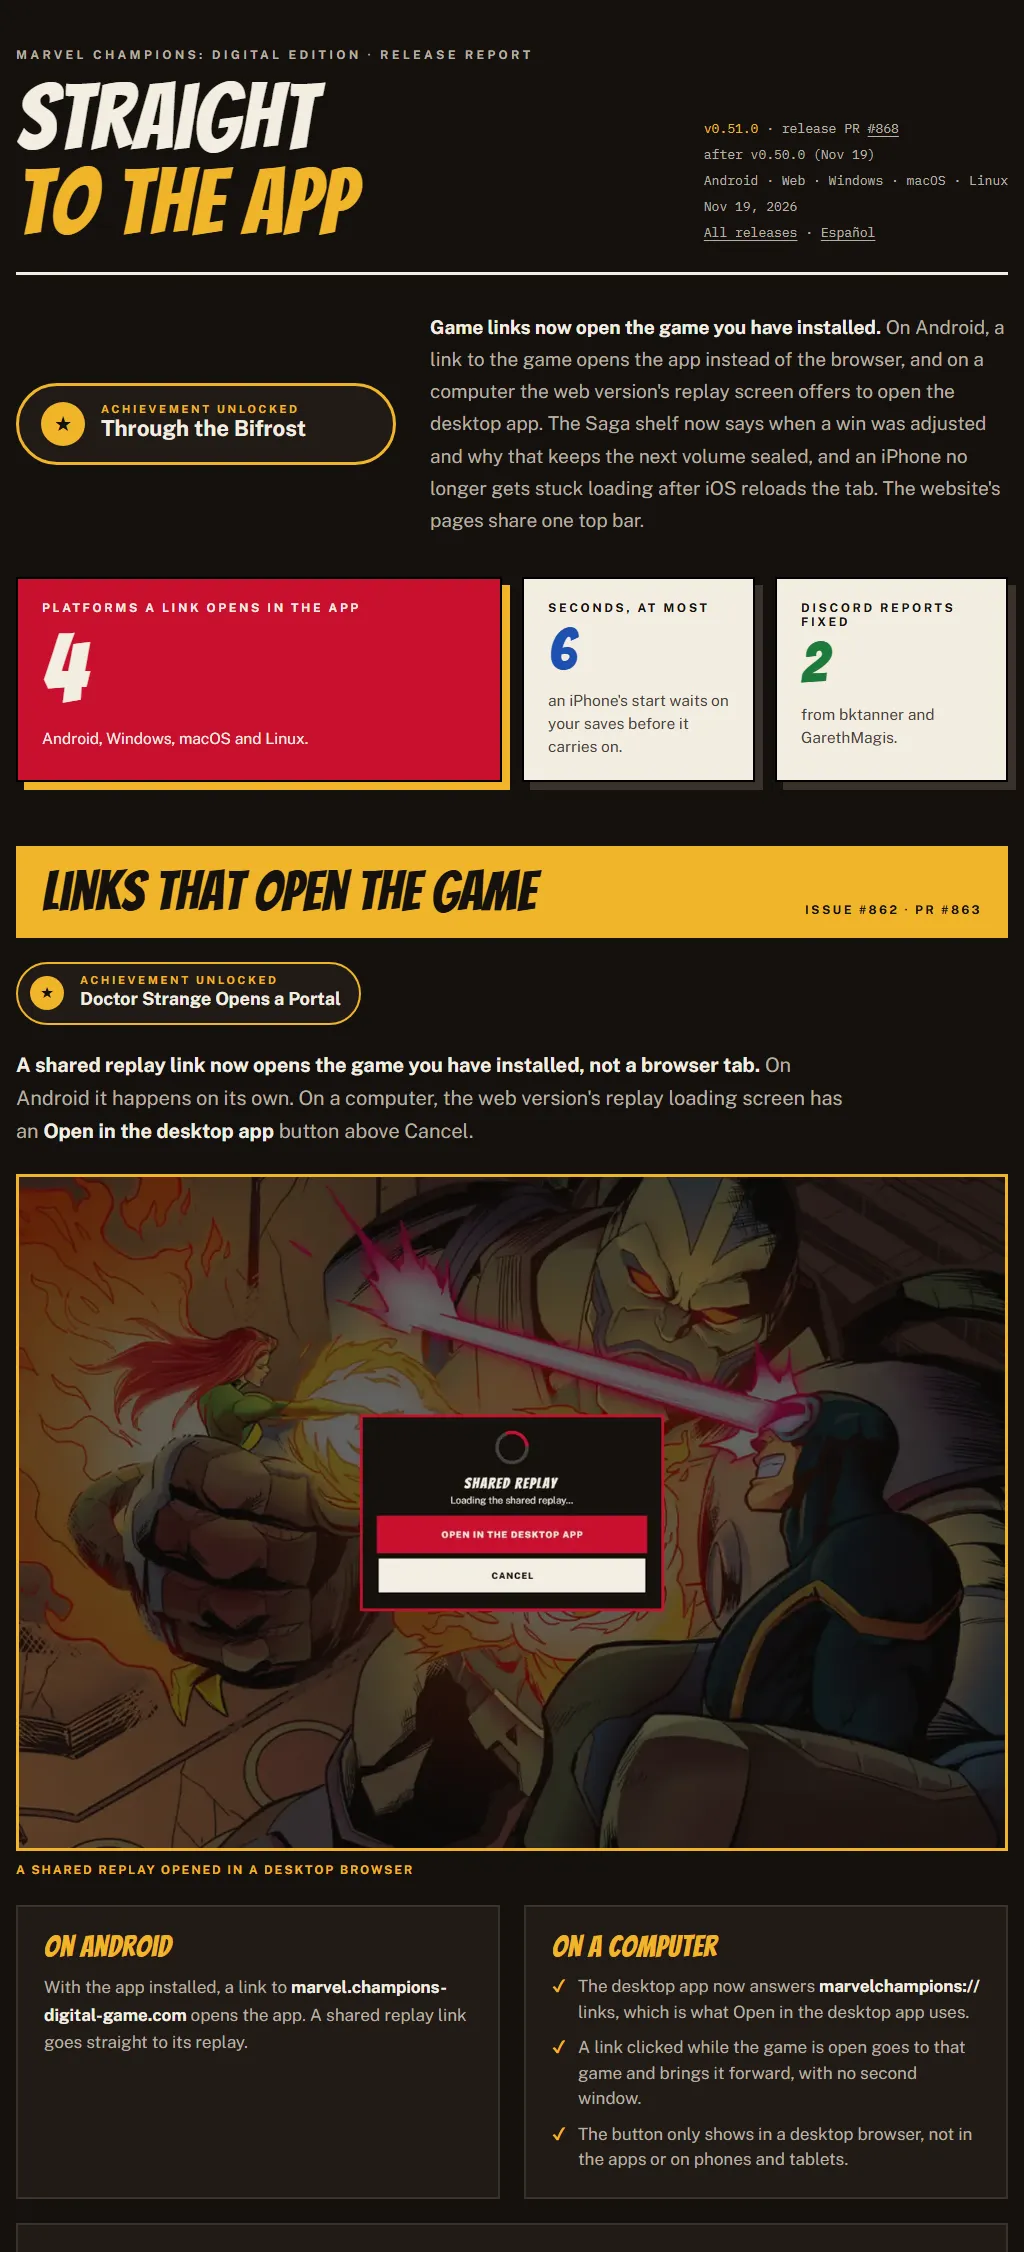 MARVEL CHAMPIONS: DIGITAL EDITION · RELEASE REPORT
STRAIGHT
TO THE APP
v0.51.0 · release PR #868
after v0.50.0 (Nov 19)
Android · Web · Windows · macOS · Linux
Nov 19, 2026
All releases · Español
ACHIEVEMENT UNLOCKED
Through the Bifrost
Game links now open the game you have installed. On Android, a
link to the game opens the app instead of the browser, and on a
computer the web version's replay screen offers to open the
desktop app. The Saga shelf now says when a win was adjusted
and why that keeps the next volume sealed, and an iPhone no
longer gets stuck loading after iOS reloads the tab. The website's
pages share one top bar.
PLATFORMS A LINK OPENS IN THE APP
4
Android, Windows, macOS and Linux.
SECONDS, AT MOST
6
an iPhone's start waits on
your saves before it
carries on.
DISCORD REPORTS
FIXED
2
from bktanner and
GarethMagis.
LINKS THAT OPEN THE GAME
ISSUE #862 · PR #863
ACHIEVEMENT UNLOCKED
Doctor Strange Opens a Portal
A shared replay link now opens the game you have installed, not a browser tab. On
Android it happens on its own. On a computer, the web version's replay loading screen has
an Open in the desktop app button above Cancel.
SHARED REPLAY
Loading the shared replay...
OPEN IN THE DESKTOP APP
CANCEL
A SHARED REPLAY OPENED IN A DESKTOP BROWSER
ON ANDROID
With the app installed, a link to marvel.champions-
digital-game.com opens the app. A shared replay link
goes straight to its replay.
ON A COMPUTER
✓ The desktop app now answers marvelchampions://
links, which is what Open in the desktop app uses.
✓ A link clicked while the game is open goes to that
game and brings it forward, with no second
window.
✓ The button only shows in a desktop browser, not in
the apps or on phones and tablets.